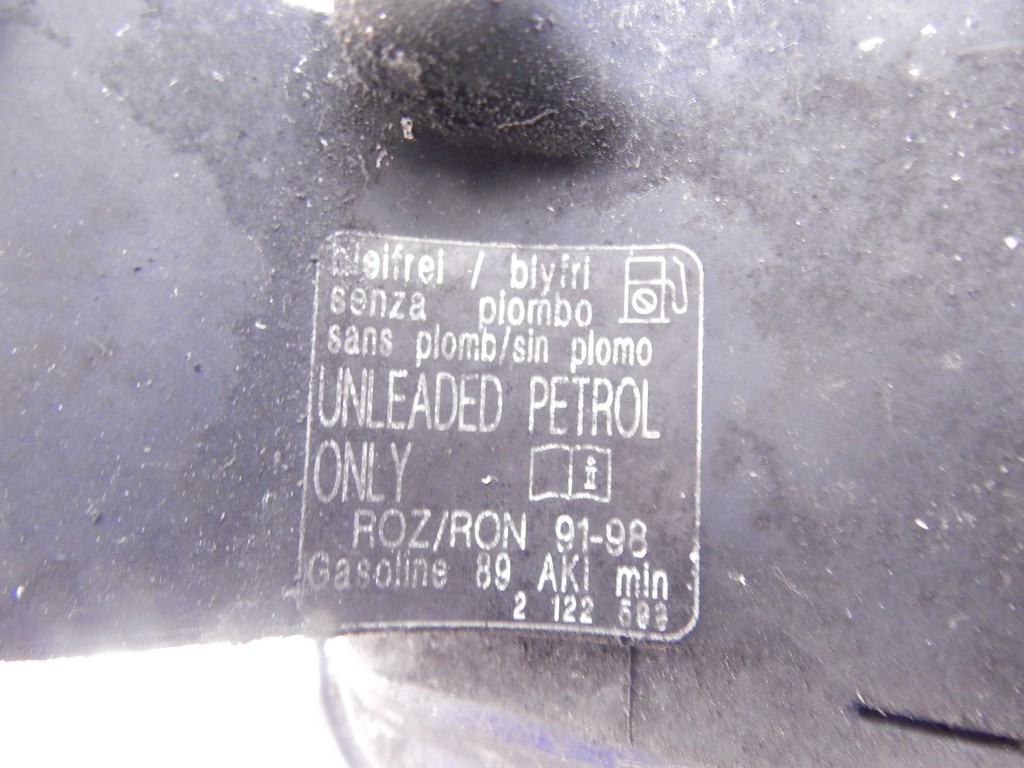 Bleifrei / blyfri
senza plombo
sans plomb/sin plomo
UNLEADED PETROL
ONLY i
ROZ/RON 91-98
Gasoline 89 AKI min
2 122